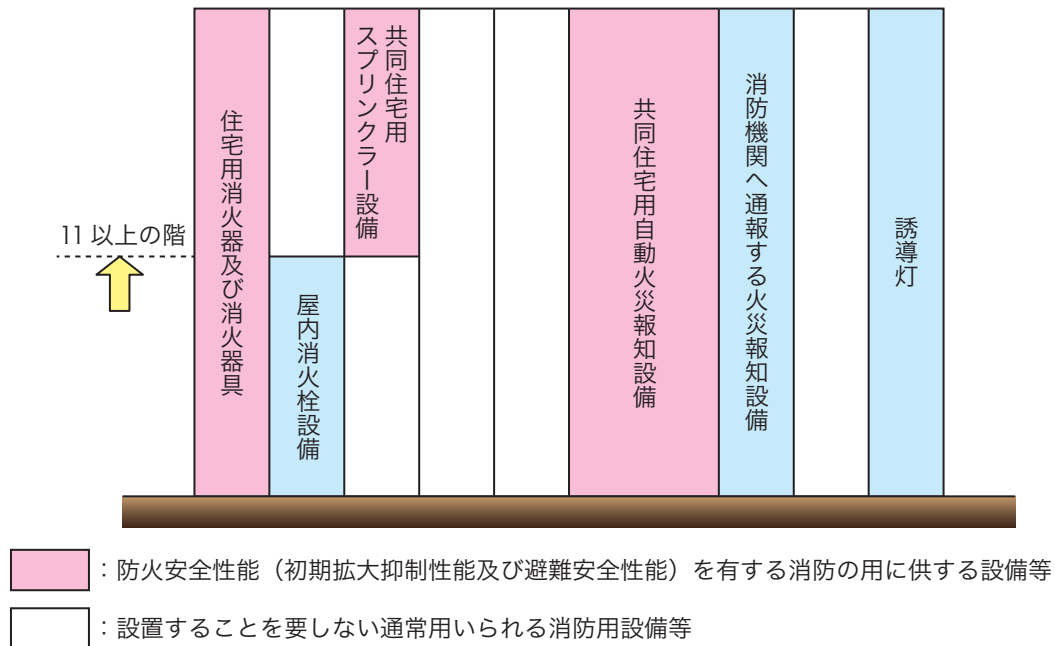 11 以上の階
住宅用消火器及び消火器具
屋内消火栓設備
共同住宅用
スプリンクラー設備
共同住宅用自動火災報知設備
消防機関へ通報する火災報知設備
誘導灯
：防火安全性能（初期拡大抑制性能及び避難安全性能）を有する消防の用に供する設備等
：設置することを要しない通常用いられる消防用設備等